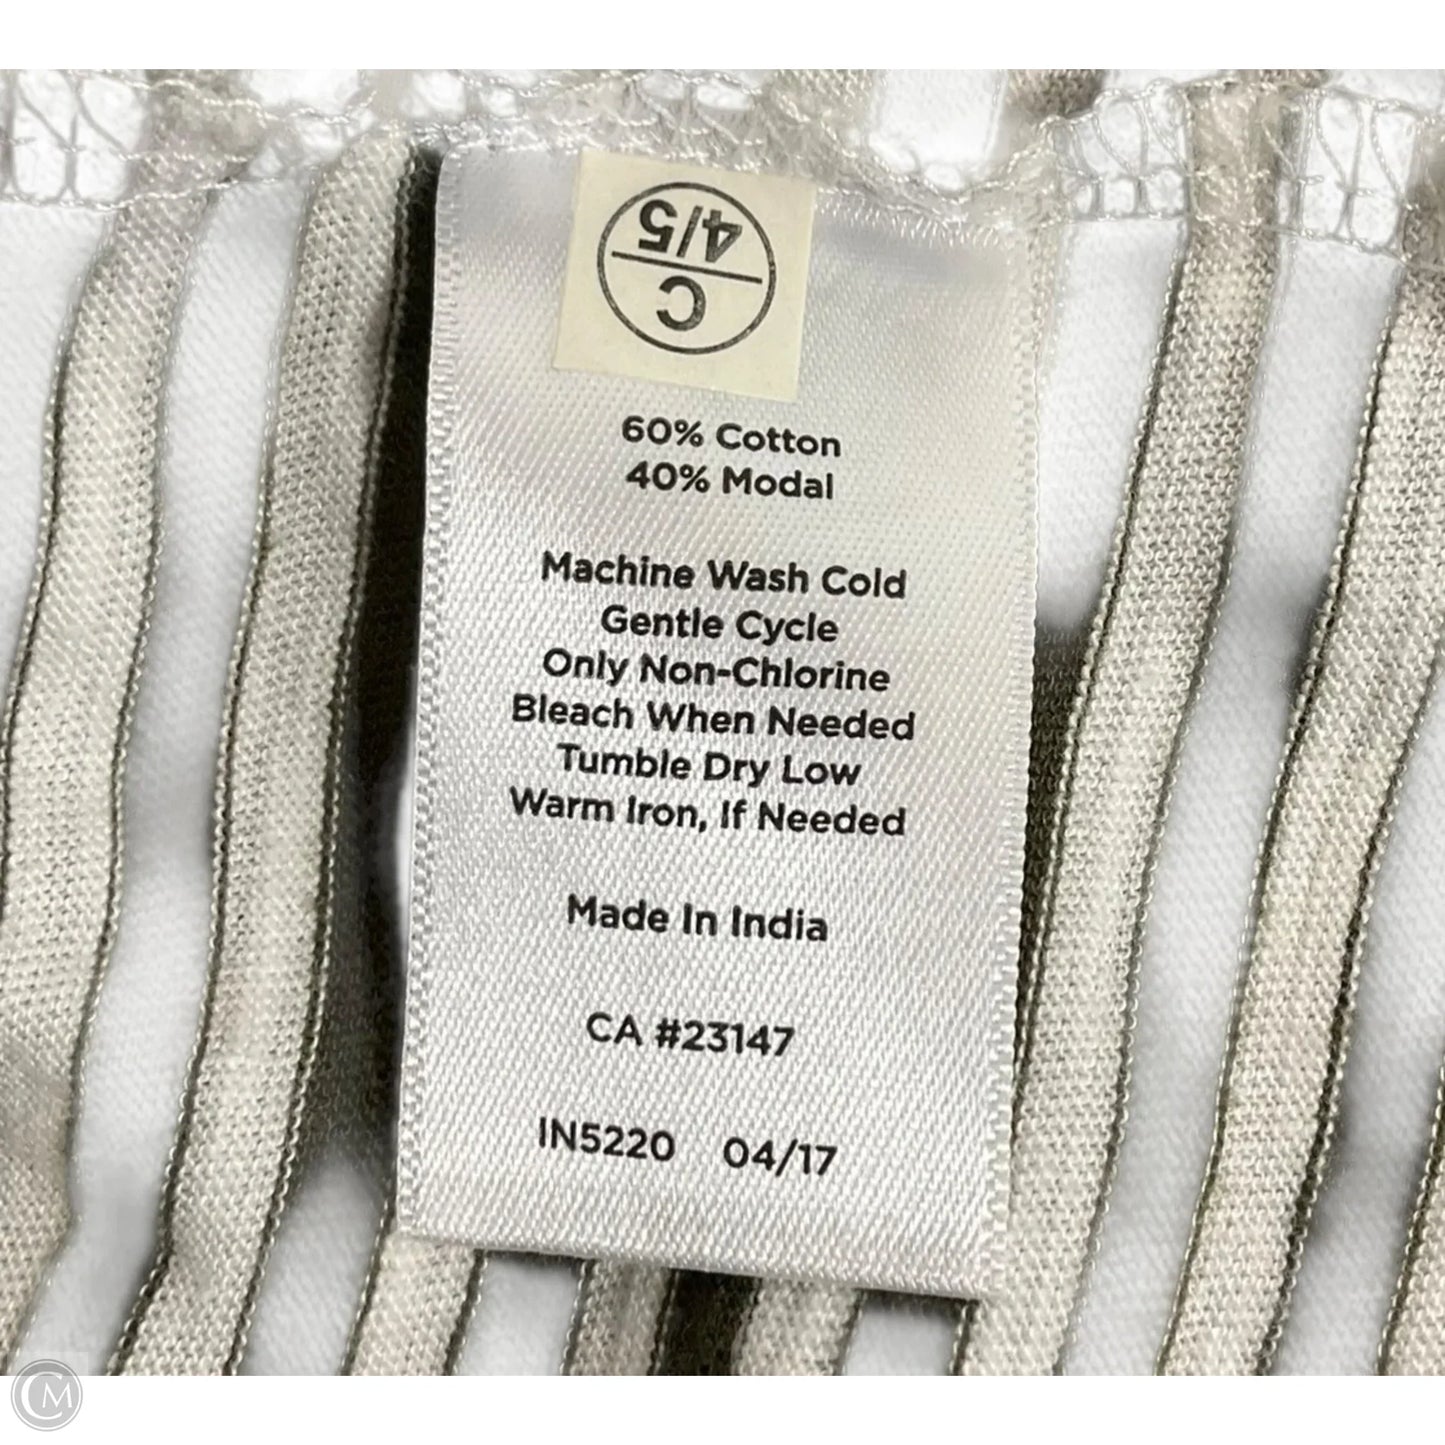 4/5
C
60% Cotton
40% Modal
Machine Wash Cold
Gentle Cycle
Only Non-Chlorine
Bleach When Needed
Tumble Dry Low
Warm Iron, If Needed
Made In India
CA #23147
IN5220 04/17
CM